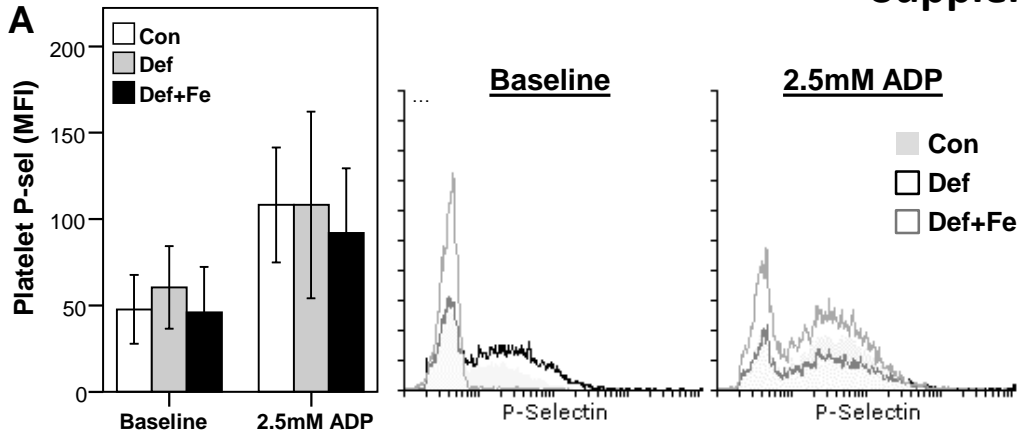 A
Con
Def
Def+Fe
Platelet P-sel (MFI)
200
150
100
50
0
Baseline
2.5mM ADP
Baseline
...
P-Selectin
2.5mM ADP
Con
Def
Def+Fe
P-Selectin